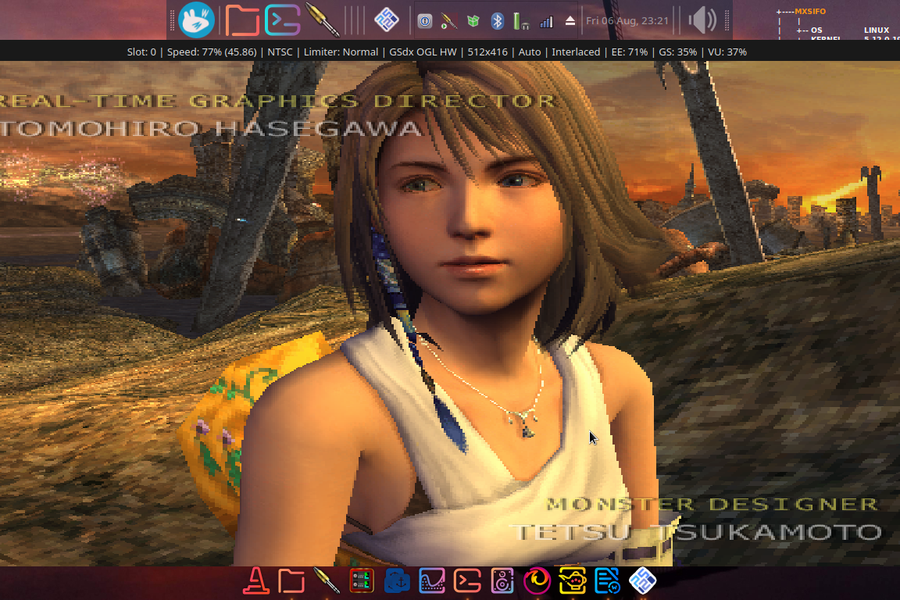 Fri 06 Aug, 23:21
+----MXSIFO
| +-- OS LINUX
Slot: 0 | Speed: 77% (45.86) | NTSC | Limiter: Normal | GSdx OGL HW | 512x416 | Auto | Interlaced | EE: 71% | GS: 35% | VU: 37%
REAL-TIME GRAPHICS DIRECTOR
TOMOHIRO HASEGAWA
MONSTER DESIGNER
TETSU TSUKAMOTO